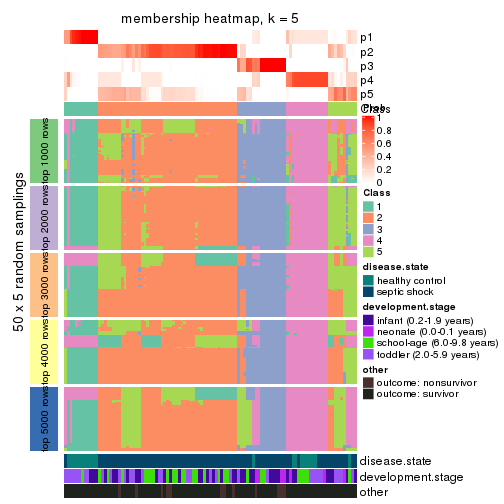 membership heatmap, k = 5
p1
p2
p3
p4
p5
Class
Prob
1
0.8
0.6
0.4
0.2
0
Class
1
2
3
4
5
disease.state
healthy control
septic shock
development.stage
infant (0.2-1.9 years)
neonate (0.0-0.1 years)
school-age (6.0-9.8 years)
toddler (2.0-5.9 years)
other
outcome: nonsurvivor
outcome: survivor
50 x 5 random samplings
top 1000 rows
top 2000 rows
top 3000 rows
top 4000 rows
top 5000 rows
disease.state
development.stage
other